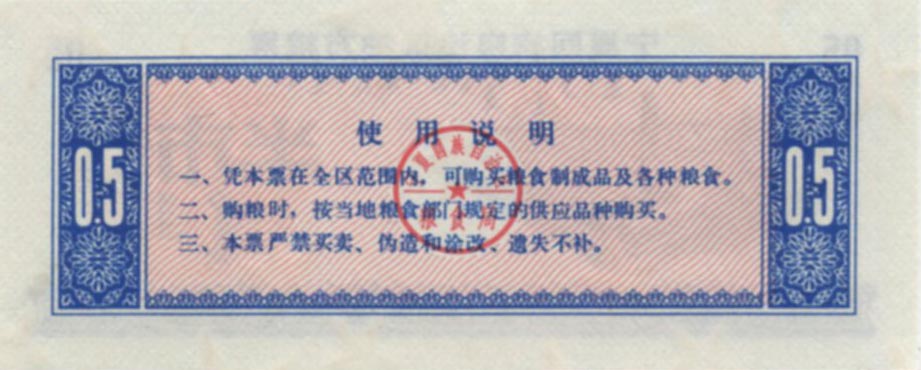 使用说明
0.5
一、凭本票在全区范围内，可购买粮食制成品及各种粮食。
二、购粮时，按当地粮食部门规定的供应品种购买。
三、本票严禁买卖、伪造和涂改、遗失不补。
0.5